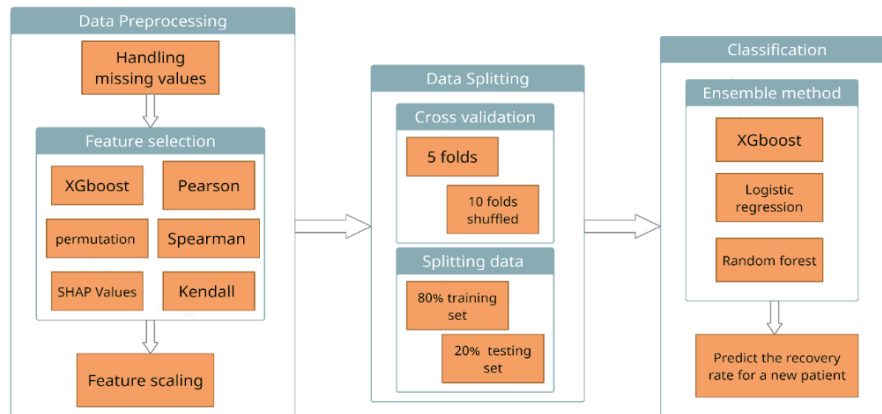 Data Preprocessing
Handling
missing values
Feature selection
XGboost
Pearson
permutation
Spearman
SHAP Values
Kendall
Feature scaling
Data Splitting
Cross validation
5 folds
10 folds
shuffled
Splitting data
80% training
set
20% testing
set
Classification
Ensemble method
XGboost
Logistic
regression
Random forest
Predict the recovery
rate for a new patient